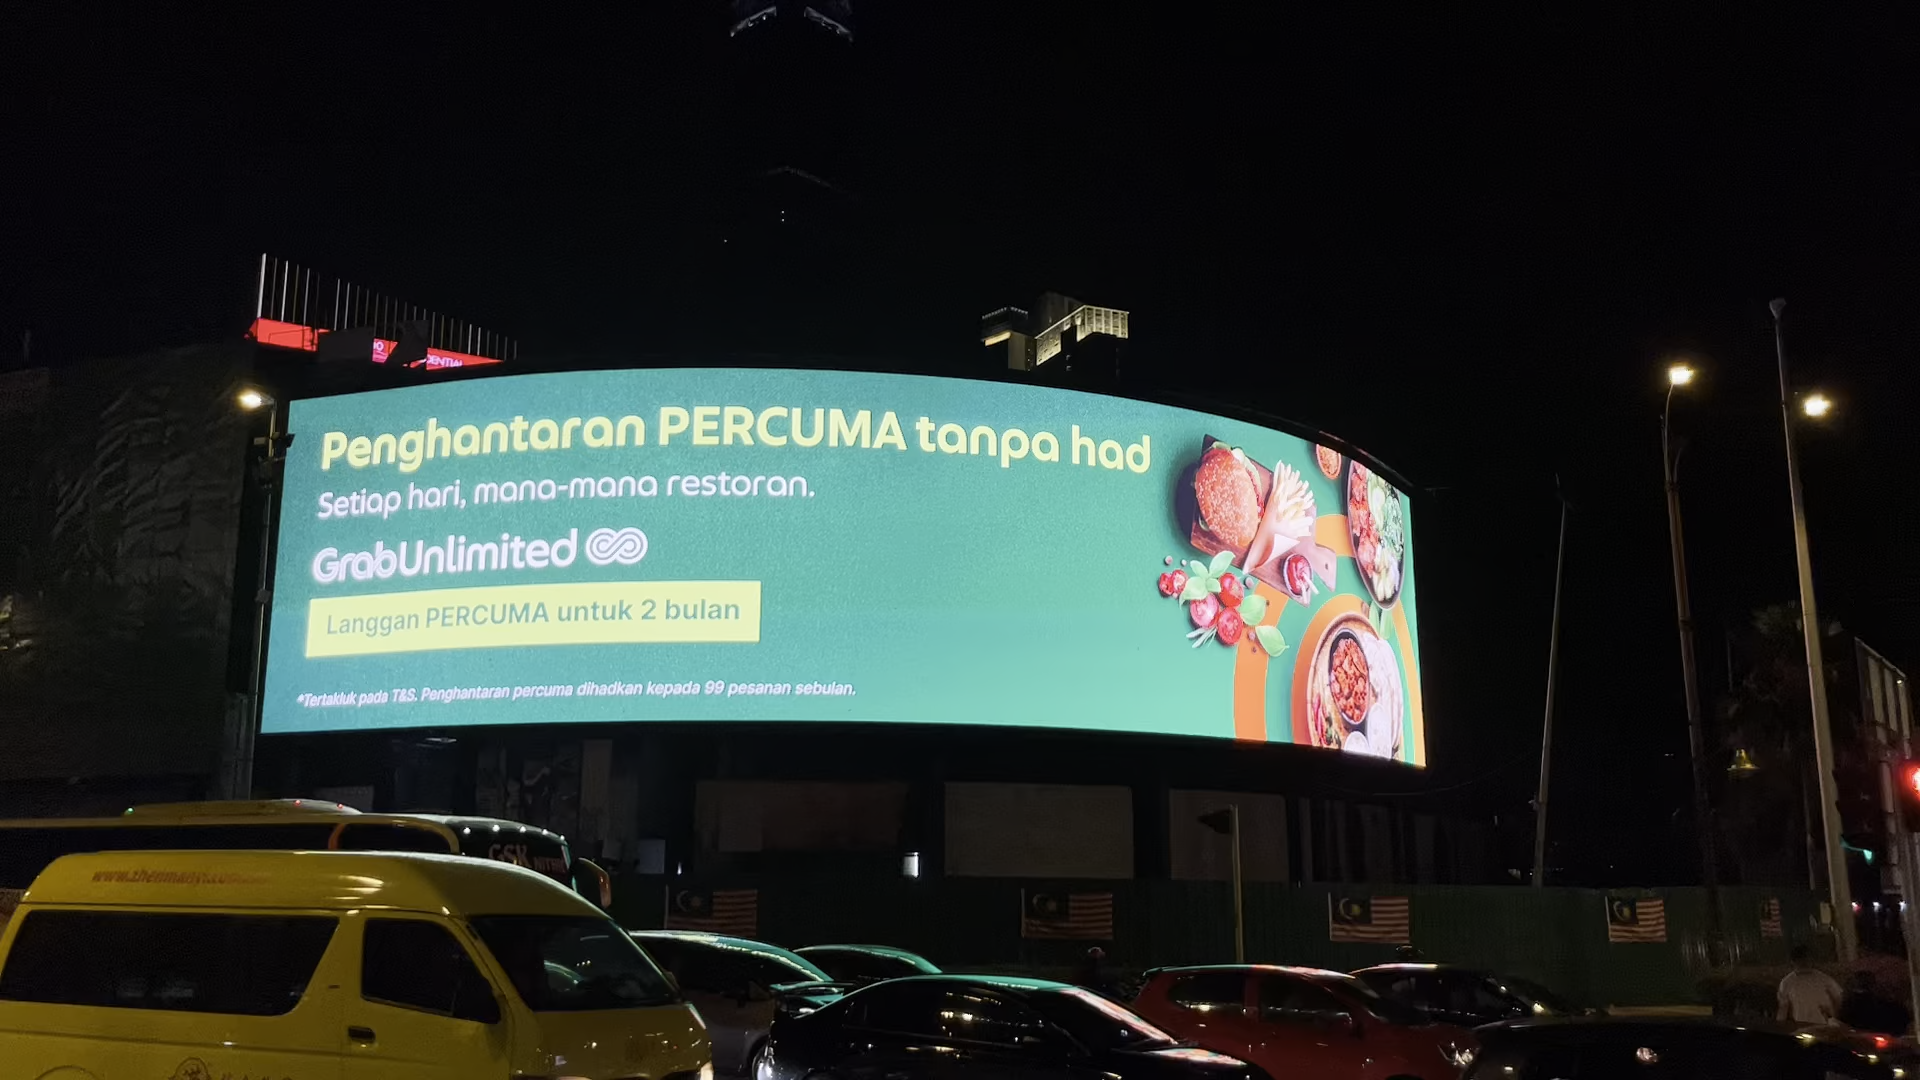 Penghantaran PERCUMA tanpa had
Setiap hari, mana-mana restoran.
GrabUnlimited
Langgan PERCUMA untuk 2 bulan
*Tertakluk pada T&S. Penghantaran percuma dihadkan kepada 99 pesanan sebulan.
GSK